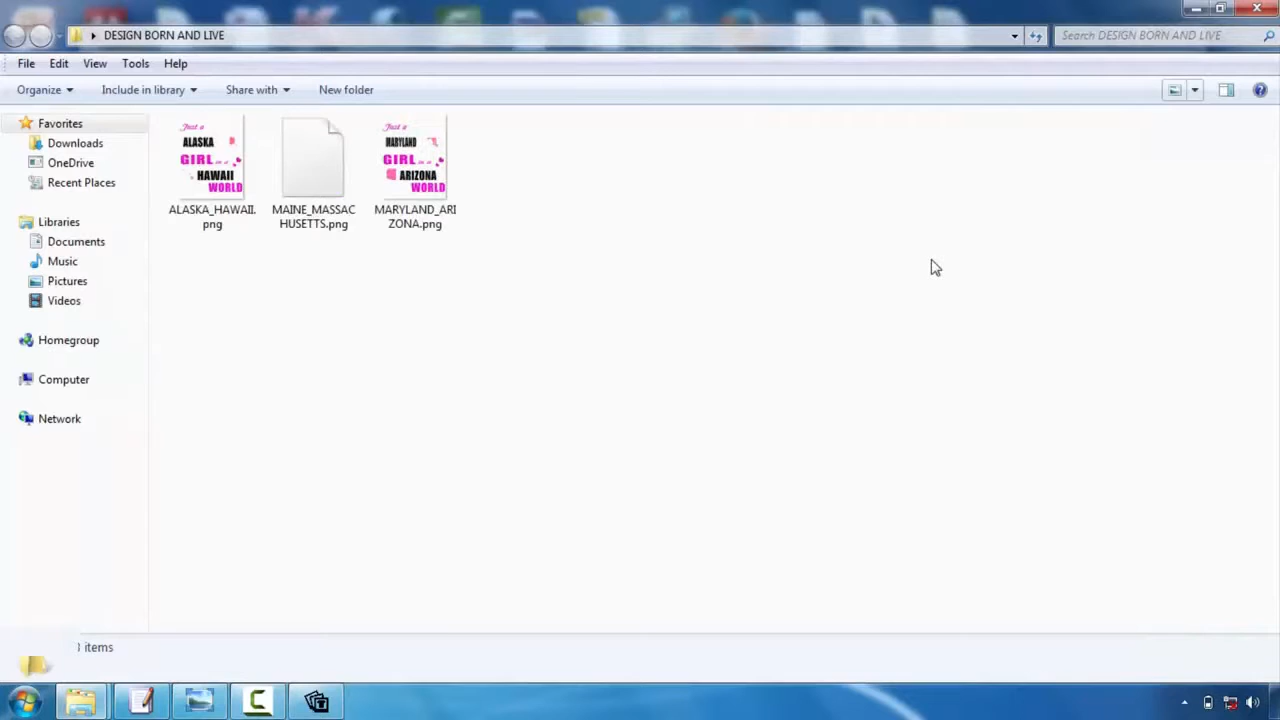 DESIGN BORN AND LIVE
Search DESIGN BORN AND LIVE
File Edit View Tools Help
Organize Include in library Share with New folder
Favorites
Downloads
OneDrive
Recent Places
Libraries
Documents
Music
Pictures
Videos
Homegroup
Computer
Network
Just a
ALASKA
GIRL
HAWAII
WORLD
ALASKA_HAWAII.
png
MAINE_MASSAC
HUSETTS.png
Just a
MARYLAND
GIRL
ARIZONA
WORLD
MARYLAND_ARI
ZONA.png
items